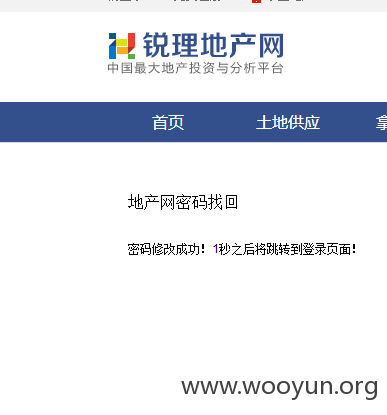 锐理地产网
中国最大地产投资与分析平台
首页 土地供应
地产网密码找回
密码修改成功！1秒之后将跳转到登录页面！
www.wooyun.org